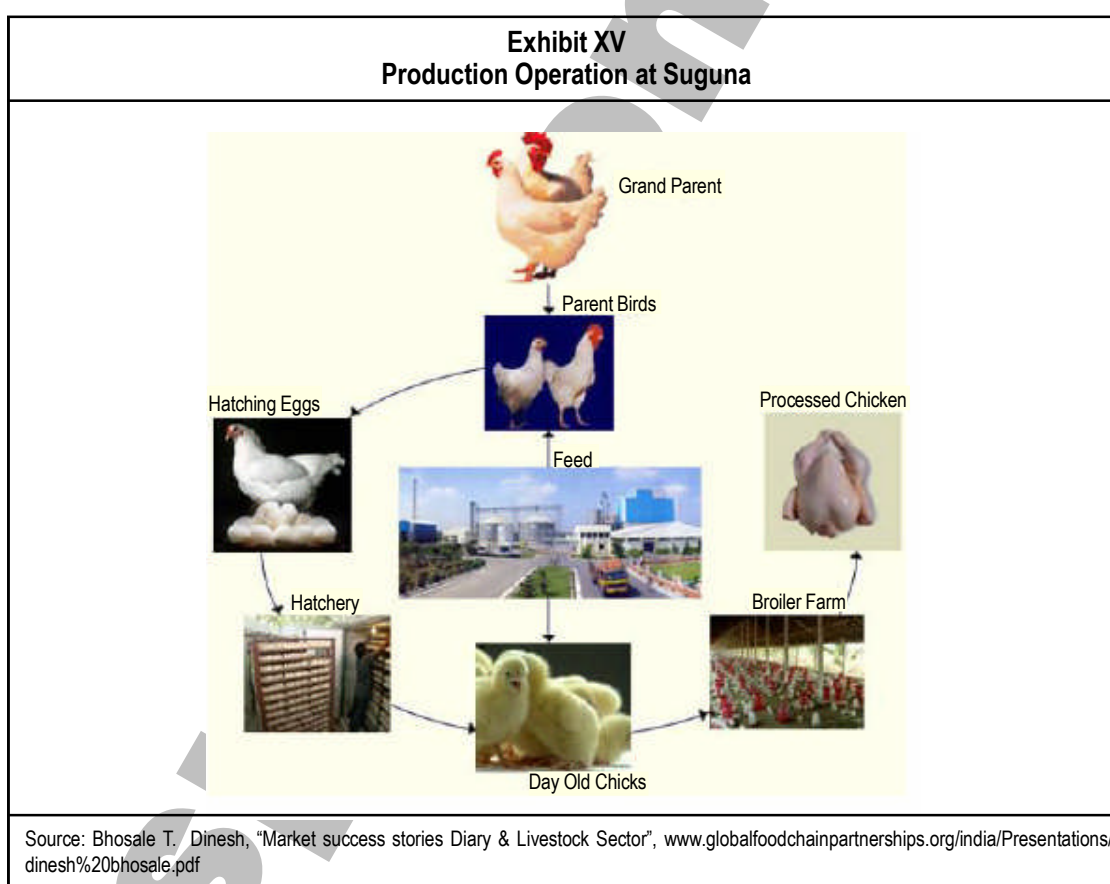 Exhibit XV
Production Operation at Suguna
Grand Parent
Parent Birds
Hatching Eggs
Processed Chicken
Feed
Hatchery
Broiler Farm
Day Old Chicks
Source: Bhosale T. Dinesh, “Market success stories Diary & Livestock Sector”, www.globalfoodchainpartnerships.org/india/Presentations/
dinesh%20bhosale.pdf